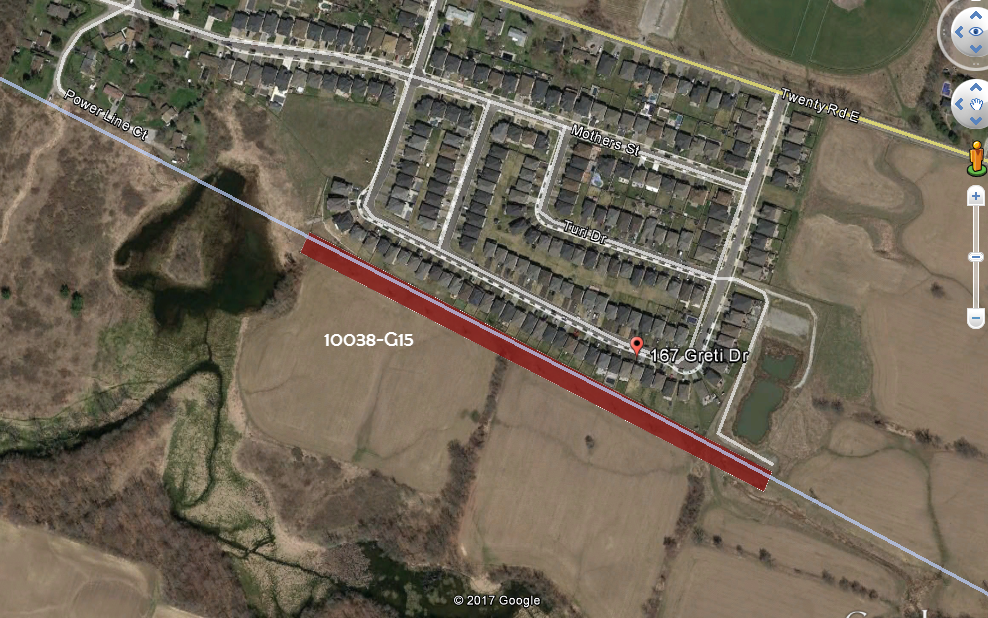 Twenty Rd E
Power Line Ct
Mothers St
Turi Dr
10038-G15
167 Greti Dr
© 2017 Google